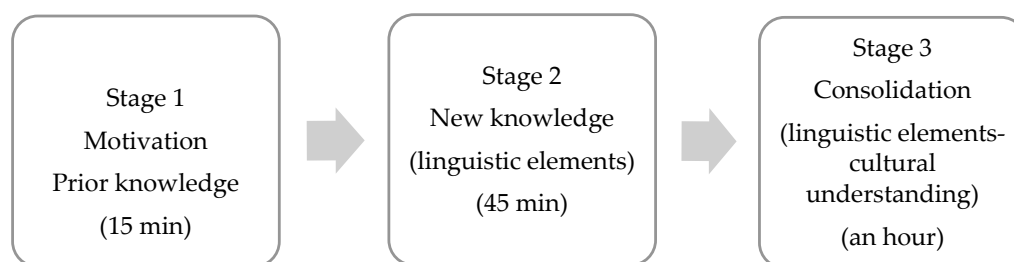 Stage 1
Motivation
Prior knowledge
(15 min)
Stage 2
New knowledge
(linguistic elements)
(45 min)
Stage 3
Consolidation
(linguistic elements-
cultural
understanding)
(an hour)